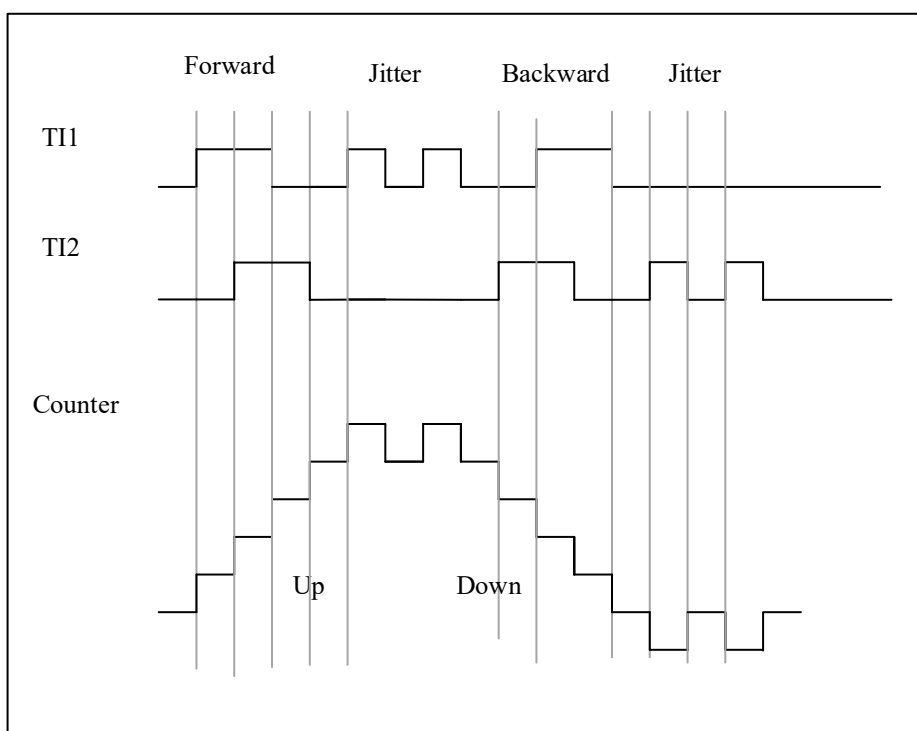 Forward
Jitter
Backward
Jitter
TI1
TI2
Counter
Up
Down